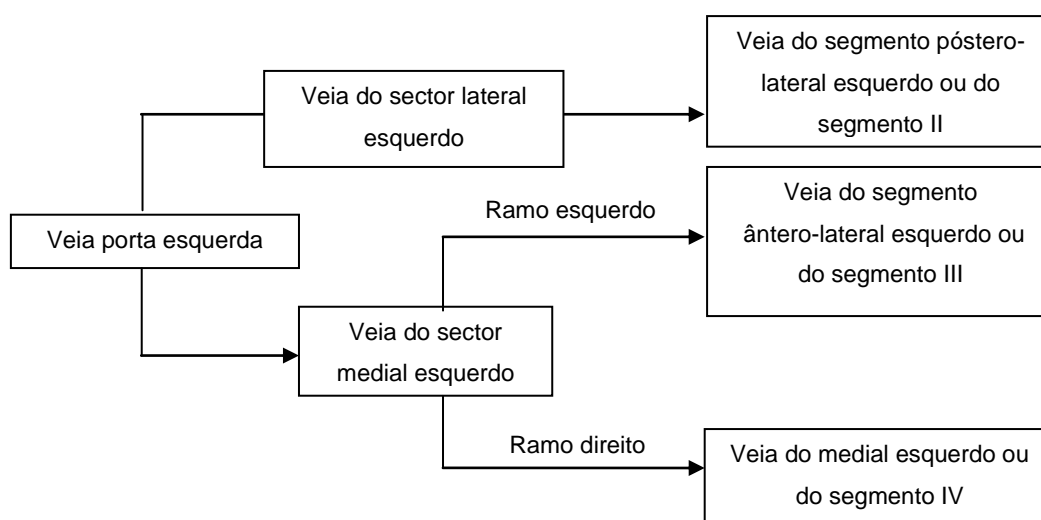 Veia do segmento póstero-
lateral esquerdo ou do
segmento II
Veia do sector lateral
esquerdo
Veia do segmento
ântero-lateral esquerdo ou
do segmento III
Ramo esquerdo
Veia porta esquerda
Veia do sector
medial esquerdo
Ramo direito
Veia do medial esquerdo ou
do segmento IV